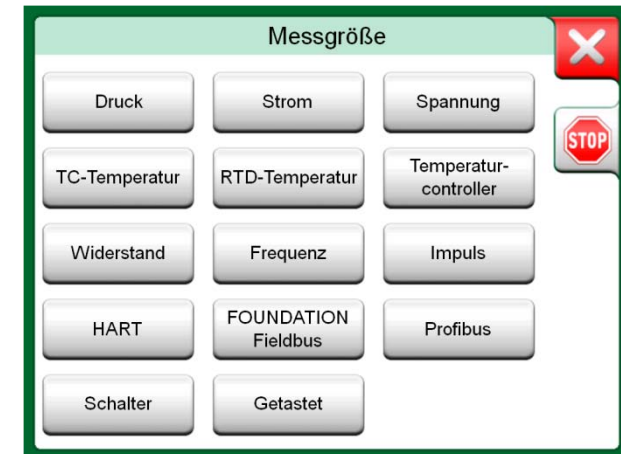 Messgröße
Druck
Strom
Spannung
STOP
TC-Temperatur
RTD-Temperatur
Temperatur-
controller
Widerstand
Frequenz
Impuls
HART
FOUNDATION
Fieldbus
Profibus
Schalter
Getastet